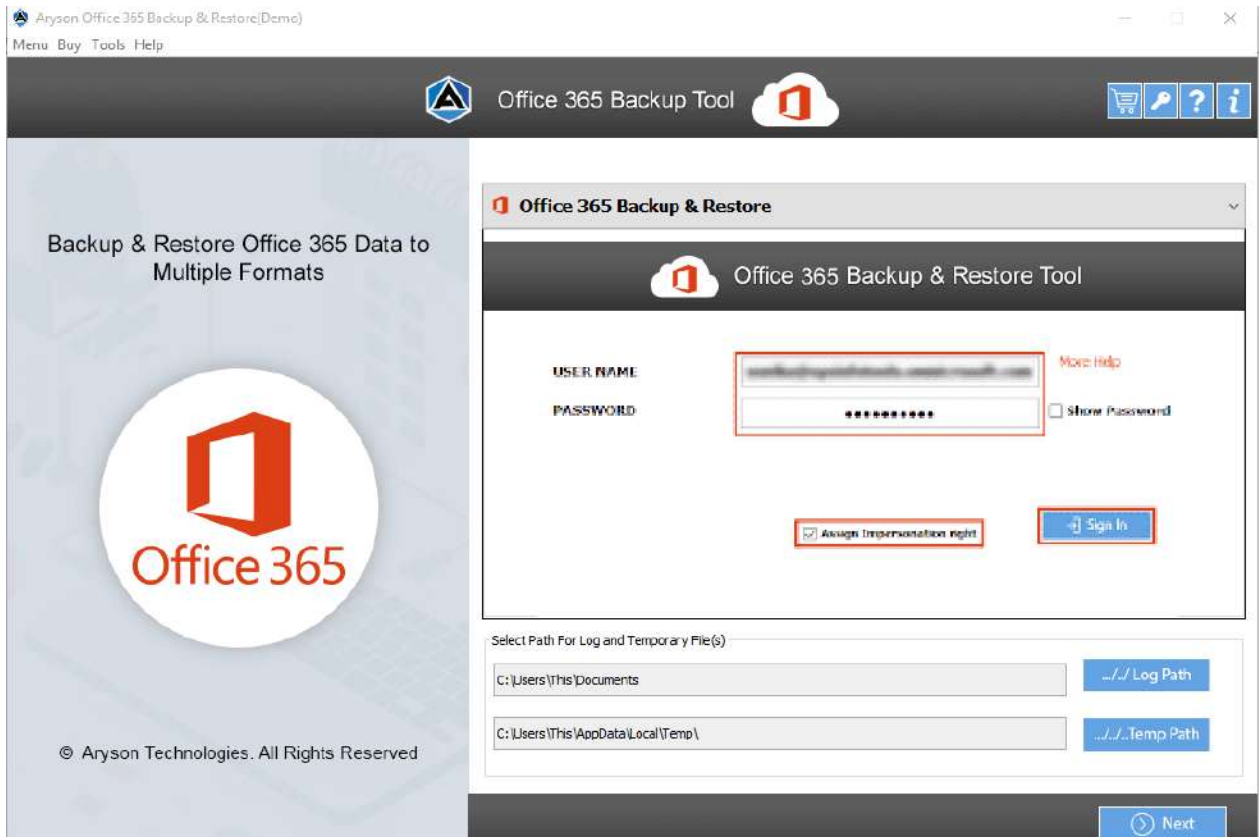 Aryson Office 365 Backup & Restore(Demo)
Menu Buy Tools Help
Office 365 Backup Tool
Backup & Restore Office 365 Data to
Multiple Formats
Office 365
© Aryson Technologies. All Rights Reserved
Office 365 Backup & Restore
Office 365 Backup & Restore Tool
USER NAME
More Help
PASSWORD
Show Password
Assign Impersonation right
Sign In
Select Path For Log and Temporary File(s)
C:\Users\This\Documents
../../ Log Path
C:\Users\This\AppData\Local\Temp\
../../..Temp Path
Next